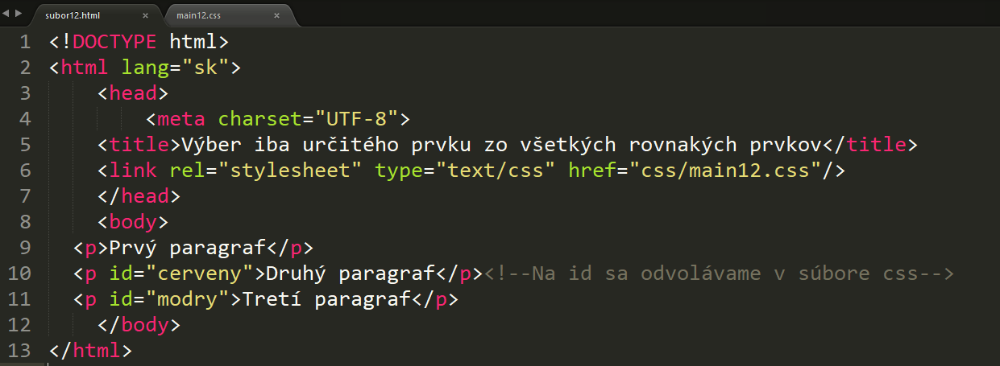 subor12.html × main12.css ×
1 <!DOCTYPE html>
2 <html lang="sk">
3 <head>
4 <meta charset="UTF-8">
5 <title>Výber iba určitého prvku zo všetkých rovnakých prvkov</title>
6 <link rel="stylesheet" type="text/css" href="css/main12.css"/>
7 </head>
8 <body>
9 <p>Prvý paragraf</p>
10 <p id="cerveny">Druhý paragraf</p><!--Na id sa odvolávame v súbore css-->
11 <p id="modry">Tretí paragraf</p>
12 </body>
13 </html>